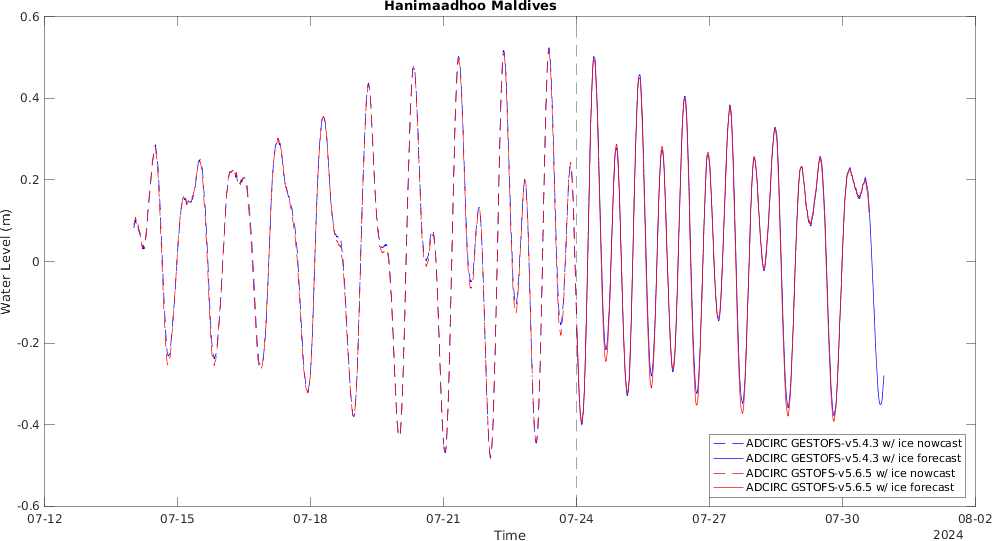 Hanimaadhoo Maldives
0.6
0.4
0.2
0
-0.2
-0.4
-0.6
Water Level (m)
07-12 07-15 07-18 07-21 07-24 07-27 07-30 08-02
Time
2024
ADCIRC GESTOFS-v5.4.3 w/ ice nowcast
ADCIRC GESTOFS-v5.4.3 w/ ice forecast
ADCIRC GSTOFS-v5.6.5 w/ ice nowcast
ADCIRC GSTOFS-v5.6.5 w/ ice forecast